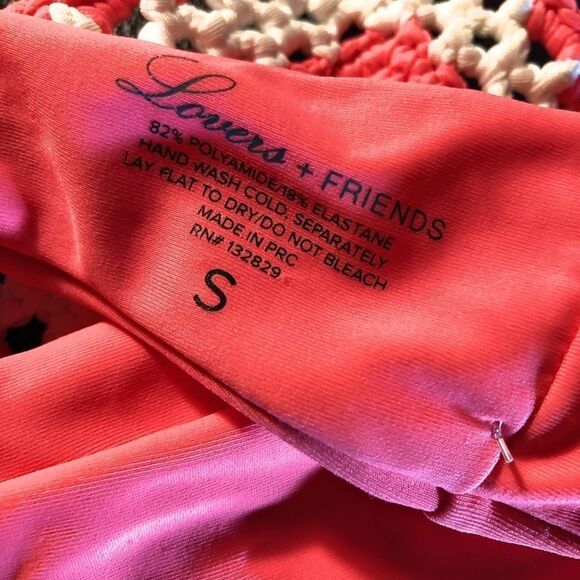 Lovers + FRIENDS
82% POLYAMIDE/18% ELASTANE
HAND WASH COLD, SEPARATELY
LAY FLAT TO DRY/DO NOT BLEACH
MADE IN PRC
RN# 132829
S